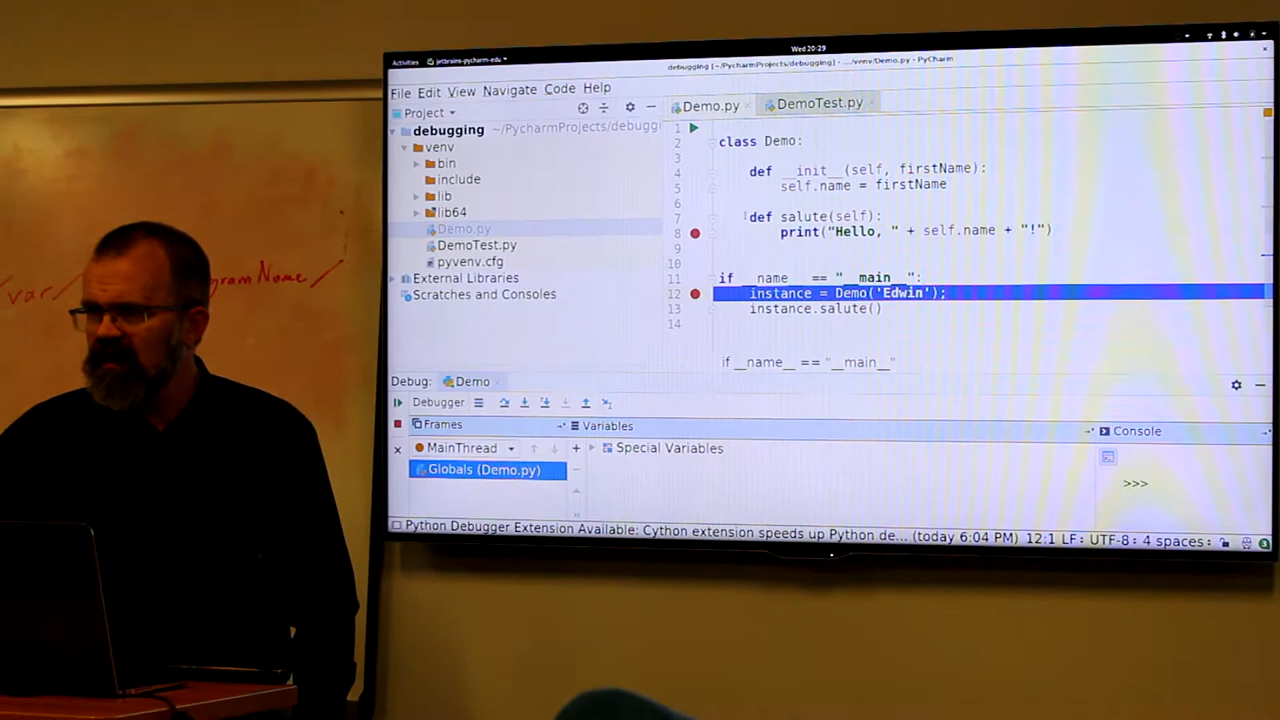 Activities jetbrains-pycharm-edu Wed 20:29
debugging [~/PycharmProjects/debugging] - .../venv/Demo.py - PyCharm
File Edit View Navigate Code Help
Project
Demo.py
DemoTest.py
debugging ~/PycharmProjects/debuggi
venv
bin
include
lib
lib64
Demo.py
DemoTest.py
pyvenv.cfg
External Libraries
Scratches and Consoles
1
2 class Demo:
3
4 def __init__(self, firstName):
5 self.name = firstName
6
7 def salute(self):
8 print("Hello, " + self.name + "!")
9
10
11 if __name__ == "__main__":
12 instance = Demo('Edwin');
13 instance.salute()
14
if __name__ == "__main__"
Debug: Demo
Debugger
Frames
Variables
Console
MainThread
Special Variables
Globals (Demo.py)
>>>
Python Debugger Extension Available: Cython extension speeds up Python de... (today 6:04 PM) 12:1 LF: UTF-8: 4 spaces:
var/
gramName/